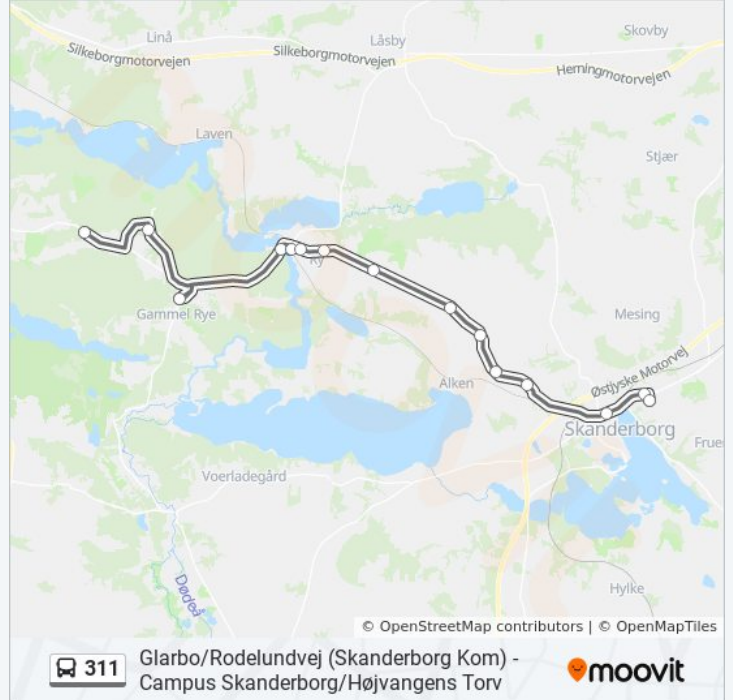 Linå
Låsby
Skovby
Silkeborgmotorvejen
Silkeborgmotorvejen
Herningmotorvejen
Laven
Stjær
Ry
Gammel Rye
Mesing
Østjyske Motorvej
Alken
Skanderborg
Frue
Voerladegård
Dødeå
Hylke
© OpenStreetMap contributors | © OpenMapTiles
311
Glarbo/Rodelundvej (Skanderborg Kom) -
Campus Skanderborg/Højvangens Torv
moovit